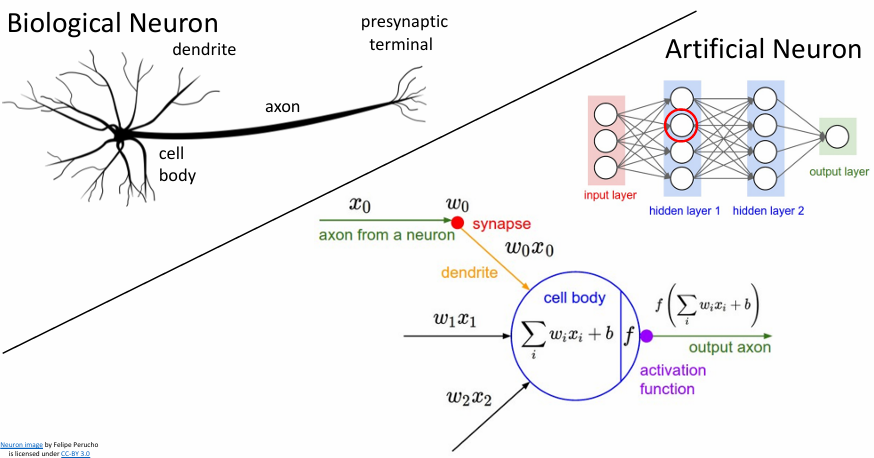 Biological Neuron
dendrite
presynaptic
terminal
axon
cell
body
Artificial Neuron
input layer
hidden layer 1
hidden layer 2
output layer
x₀
w₀
synapse
axon from a neuron
w₀x₀
dendrite
cell body
w₁x₁
∑ᵢ wᵢxᵢ + b
f
f(∑ᵢ wᵢxᵢ + b)
output axon
activation
function
w₂x₂
Neuron image by Felipe Perucho
is licensed under CC-BY 3.0